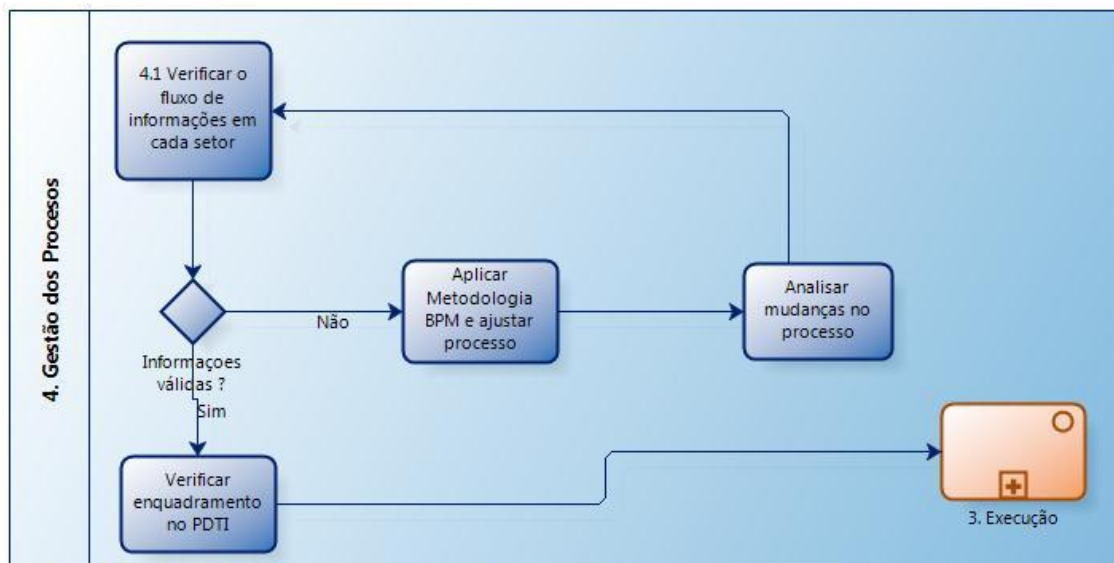 4. Gestão dos Procesos
4.1 Verificar o
fluxo de
informações em
cada setor
Informaçoes
válidas ?
Não
Aplicar
Metodologia
BPM e ajustar
processo
Analisar
mudanças no
processo
Sim
Verificar
enquadramento
no PDTI
3. Execução